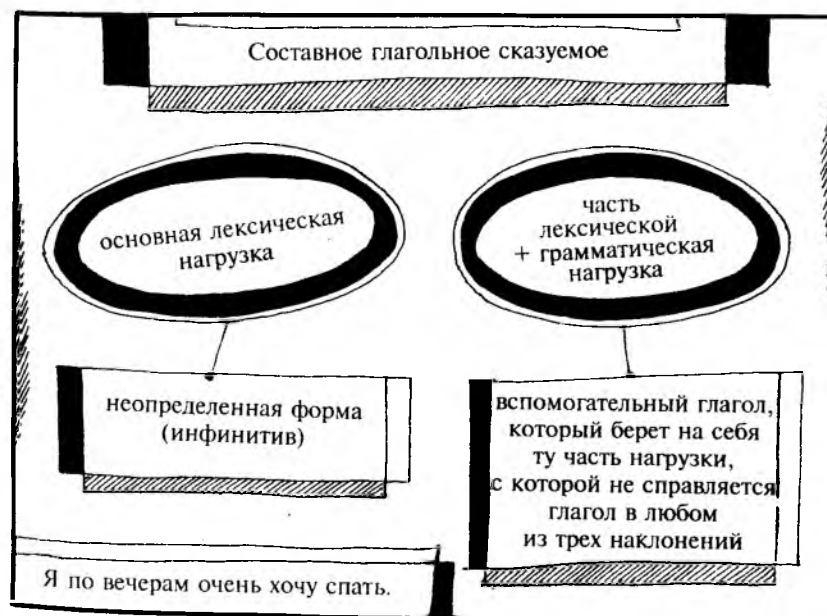 Составное глагольное сказуемое
основная лексическая
нагрузка
часть
лексической
+ грамматическая
нагрузка
неопределенная форма
(инфинитив)
вспомогательный глагол,
который берет на себя
ту часть нагрузки,
с которой не справляется
глагол в любом
из трех наклонений
Я по вечерам очень хочу спать.